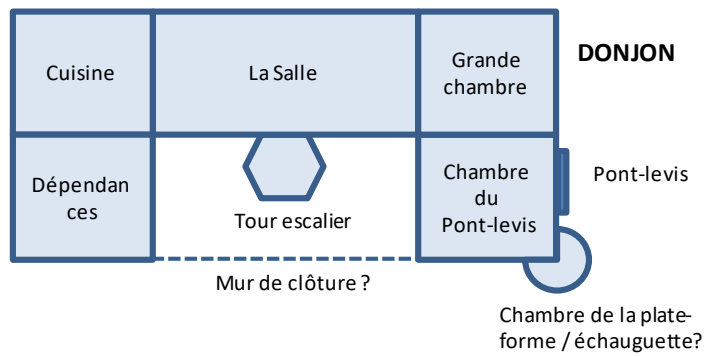 Cuisine
La Salle
Grande
chambre
DONJON
Dépendan
ces
Tour escalier
Chambre
du
Pont-levis
Pont-levis
Mur de clôture ?
Chambre de la plate-
forme / échauguette?